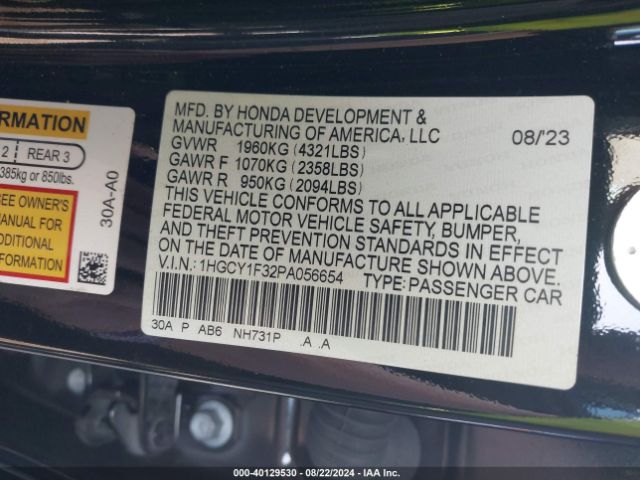 RMATION
2 REAR 3
385kg or 850lbs.
EE OWNER'S
ANUAL FOR
ADDITIONAL
FORMATION
30A-A0
MFD. BY HONDA DEVELOPMENT &
MANUFACTURING OF AMERICA, LLC 08/'23
GVWR 1960KG (4321LBS)
GAWR F 1070KG (2358LBS)
GAWR R 950KG (2094LBS)
THIS VEHICLE CONFORMS TO ALL APPLICABLE
FEDERAL MOTOR VEHICLE SAFETY, BUMPER,
AND THEFT PREVENTION STANDARDS IN EFFECT
ON THE DATE OF MANUFACTURE SHOWN ABOVE.
V.I.N.: 1HGCY1F32PA056654 TYPE: PASSENGER CAR
30A P AB6 NH731P .A .A
000-40129530 - 08/22/2024 - IAA Inc.